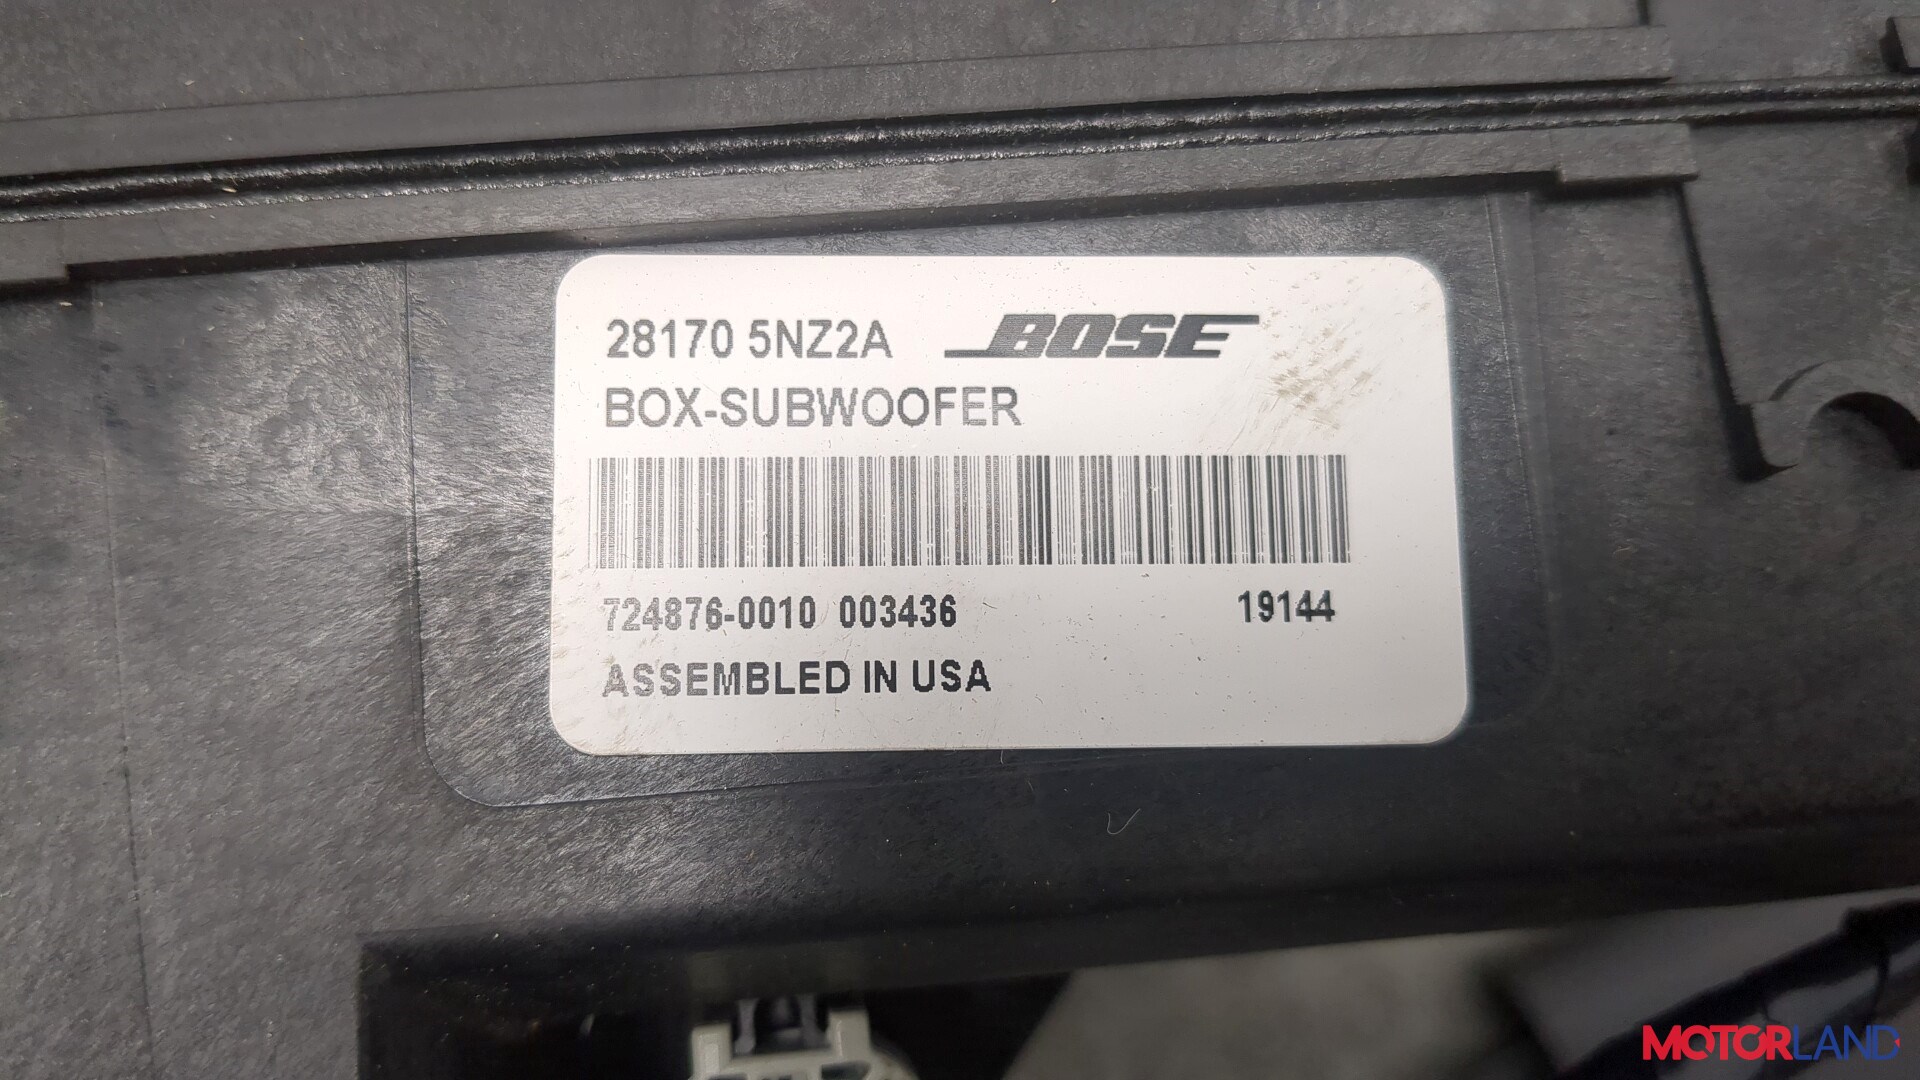 28170 5NZ2A BOSE
BOX-SUBWOOFER
724876-0010 003436 19144
ASSEMBLED IN USA
MOTORLAND